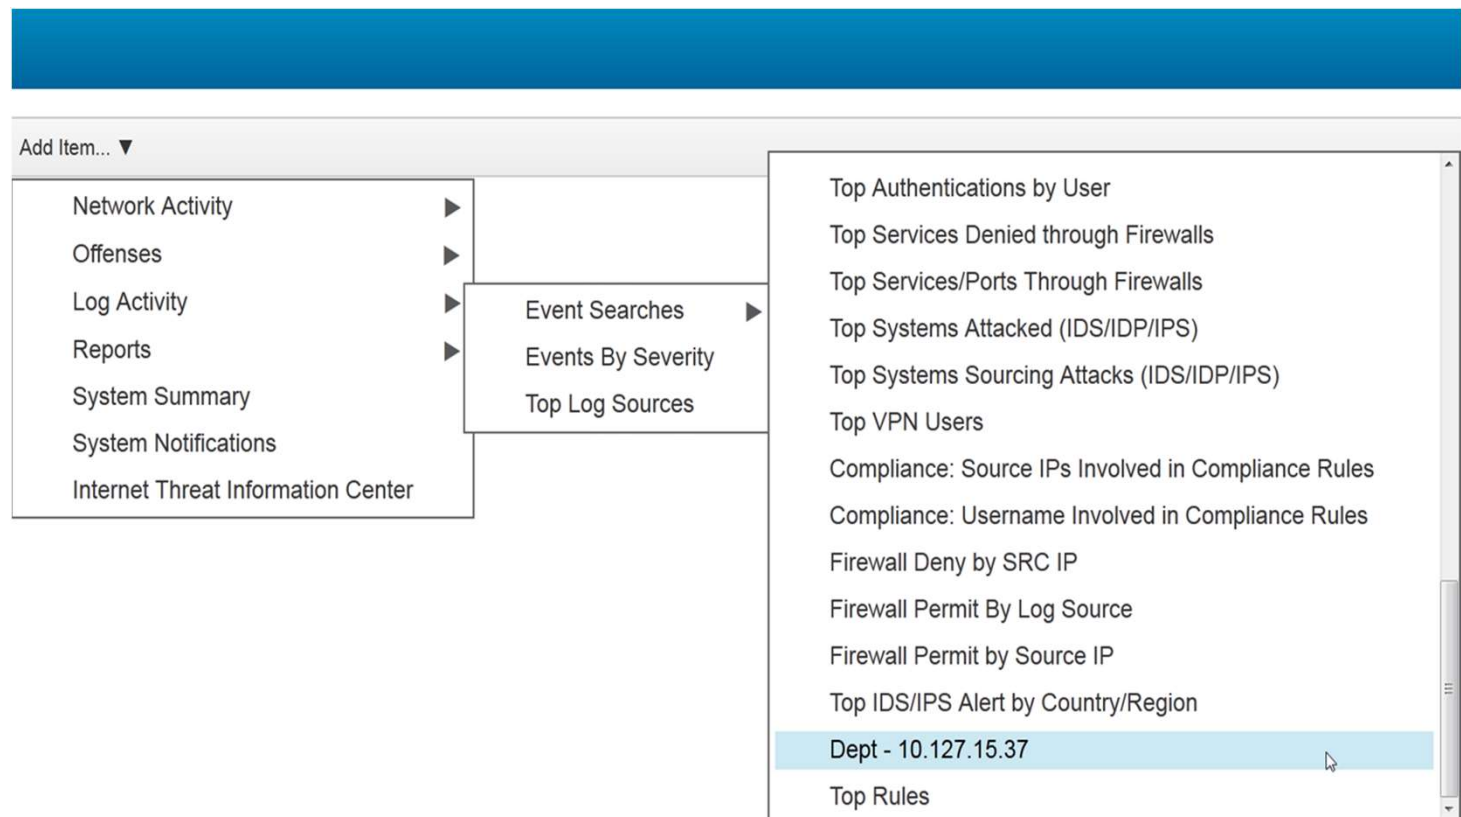 Add Item... ▼
Network Activity
Offenses
Log Activity
Reports
System Summary
System Notifications
Internet Threat Information Center
Event Searches
Events By Severity
Top Log Sources
Top Authentications by User
Top Services Denied through Firewalls
Top Services/Ports Through Firewalls
Top Systems Attacked (IDS/IDP/IPS)
Top Systems Sourcing Attacks (IDS/IDP/IPS)
Top VPN Users
Compliance: Source IPs Involved in Compliance Rules
Compliance: Username Involved in Compliance Rules
Firewall Deny by SRC IP
Firewall Permit By Log Source
Firewall Permit by Source IP
Top IDS/IPS Alert by Country/Region
Dept - 10.127.15.37
Top Rules